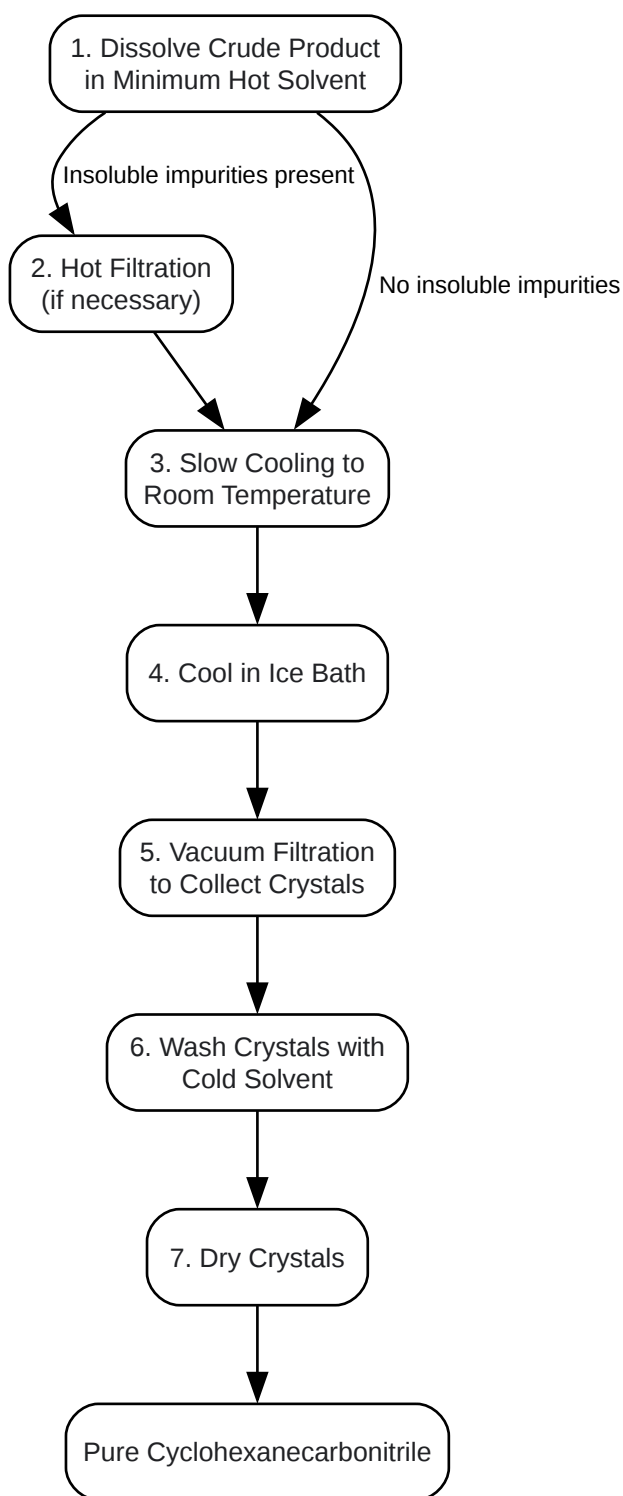 1. Dissolve Crude Product
in Minimum Hot Solvent
Insoluble impurities present
2. Hot Filtration
(if necessary)
No insoluble impurities
3. Slow Cooling to
Room Temperature
4. Cool in Ice Bath
5. Vacuum Filtration
to Collect Crystals
6. Wash Crystals with
Cold Solvent
7. Dry Crystals
Pure Cyclohexanecarbonitrile